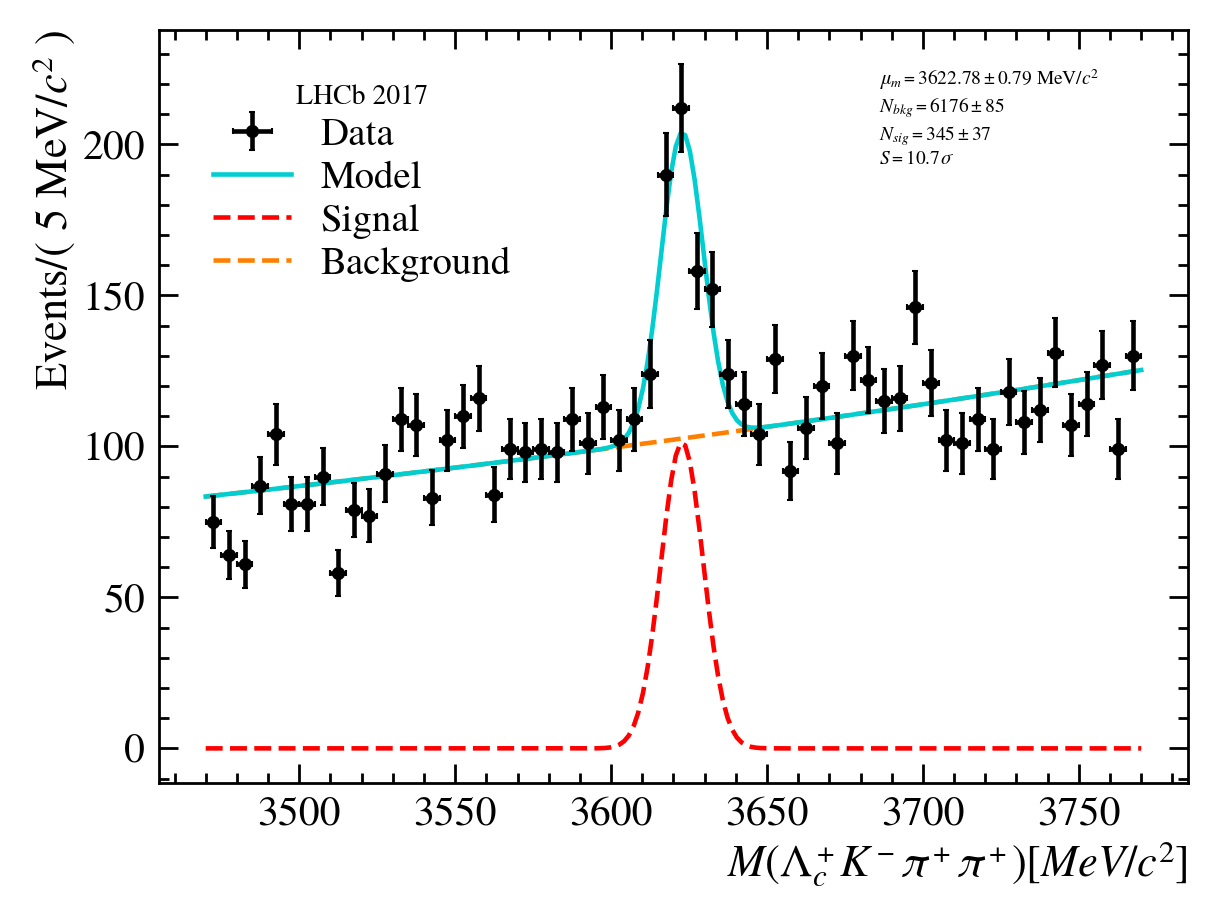 Events/( 5 MeV/c² )
200
150
100
50
0
LHCb 2017
Data
Model
Signal
Background
μₘ = 3622.78 ± 0.79 MeV/c²
N_bkg = 6176 ± 85
N_sig = 345 ± 37
S = 10.7σ
3500 3550 3600 3650 3700 3750
M(Λ_c⁺K⁻π⁺π⁺)[MeV/c²]